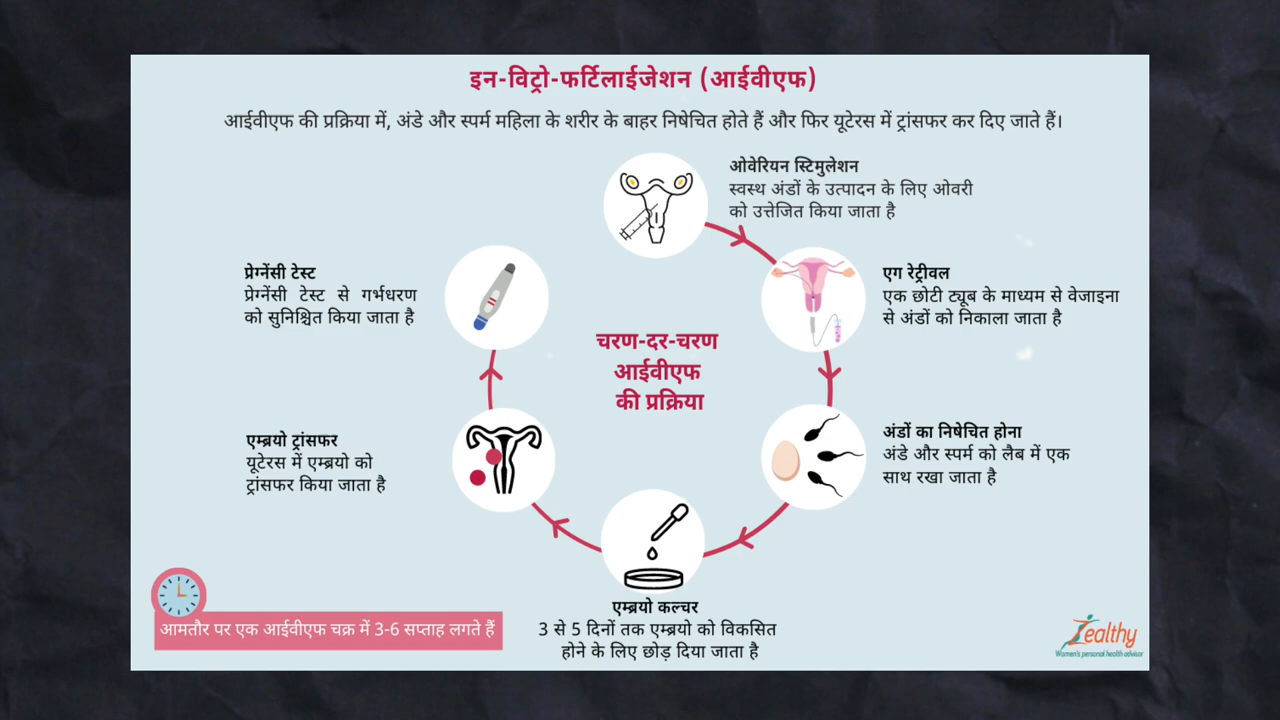 इन-विट्रो-फर्टिलाईजेशन (आईवीएफ)
आईवीएफ की प्रक्रिया में, अंडे और स्पर्म महिला के शरीर के बाहर निषेचित होते हैं और फिर यूटेरस में ट्रांसफर कर दिए जाते हैं।
ओवेरियन स्टिमुलेशन
स्वस्थ अंडों के उत्पादन के लिए ओवरी
को उत्तेजित किया जाता है
एग रेट्रीवल
एक छोटी ट्यूब के माध्यम से वेजाइना
से अंडों को निकाला जाता है
अंडों का निषेचित होना
अंडे और स्पर्म को लैब में एक
साथ रखा जाता है
एम्ब्रयो कल्चर
3 से 5 दिनों तक एम्ब्रयो को विकसित
होने के लिए छोड़ दिया जाता है
एम्ब्रयो ट्रांसफर
यूटेरस में एम्ब्रयो को
ट्रांसफर किया जाता है
प्रेग्नेंसी टेस्ट
प्रेग्नेंसी टेस्ट से गर्भधरण
को सुनिश्चित किया जाता है
चरण-दर-चरण
आईवीएफ
की प्रक्रिया
आमतौर पर एक आईवीएफ चक्र में 3-6 सप्ताह लगते हैं
Zealthy
Women's personal health advisor